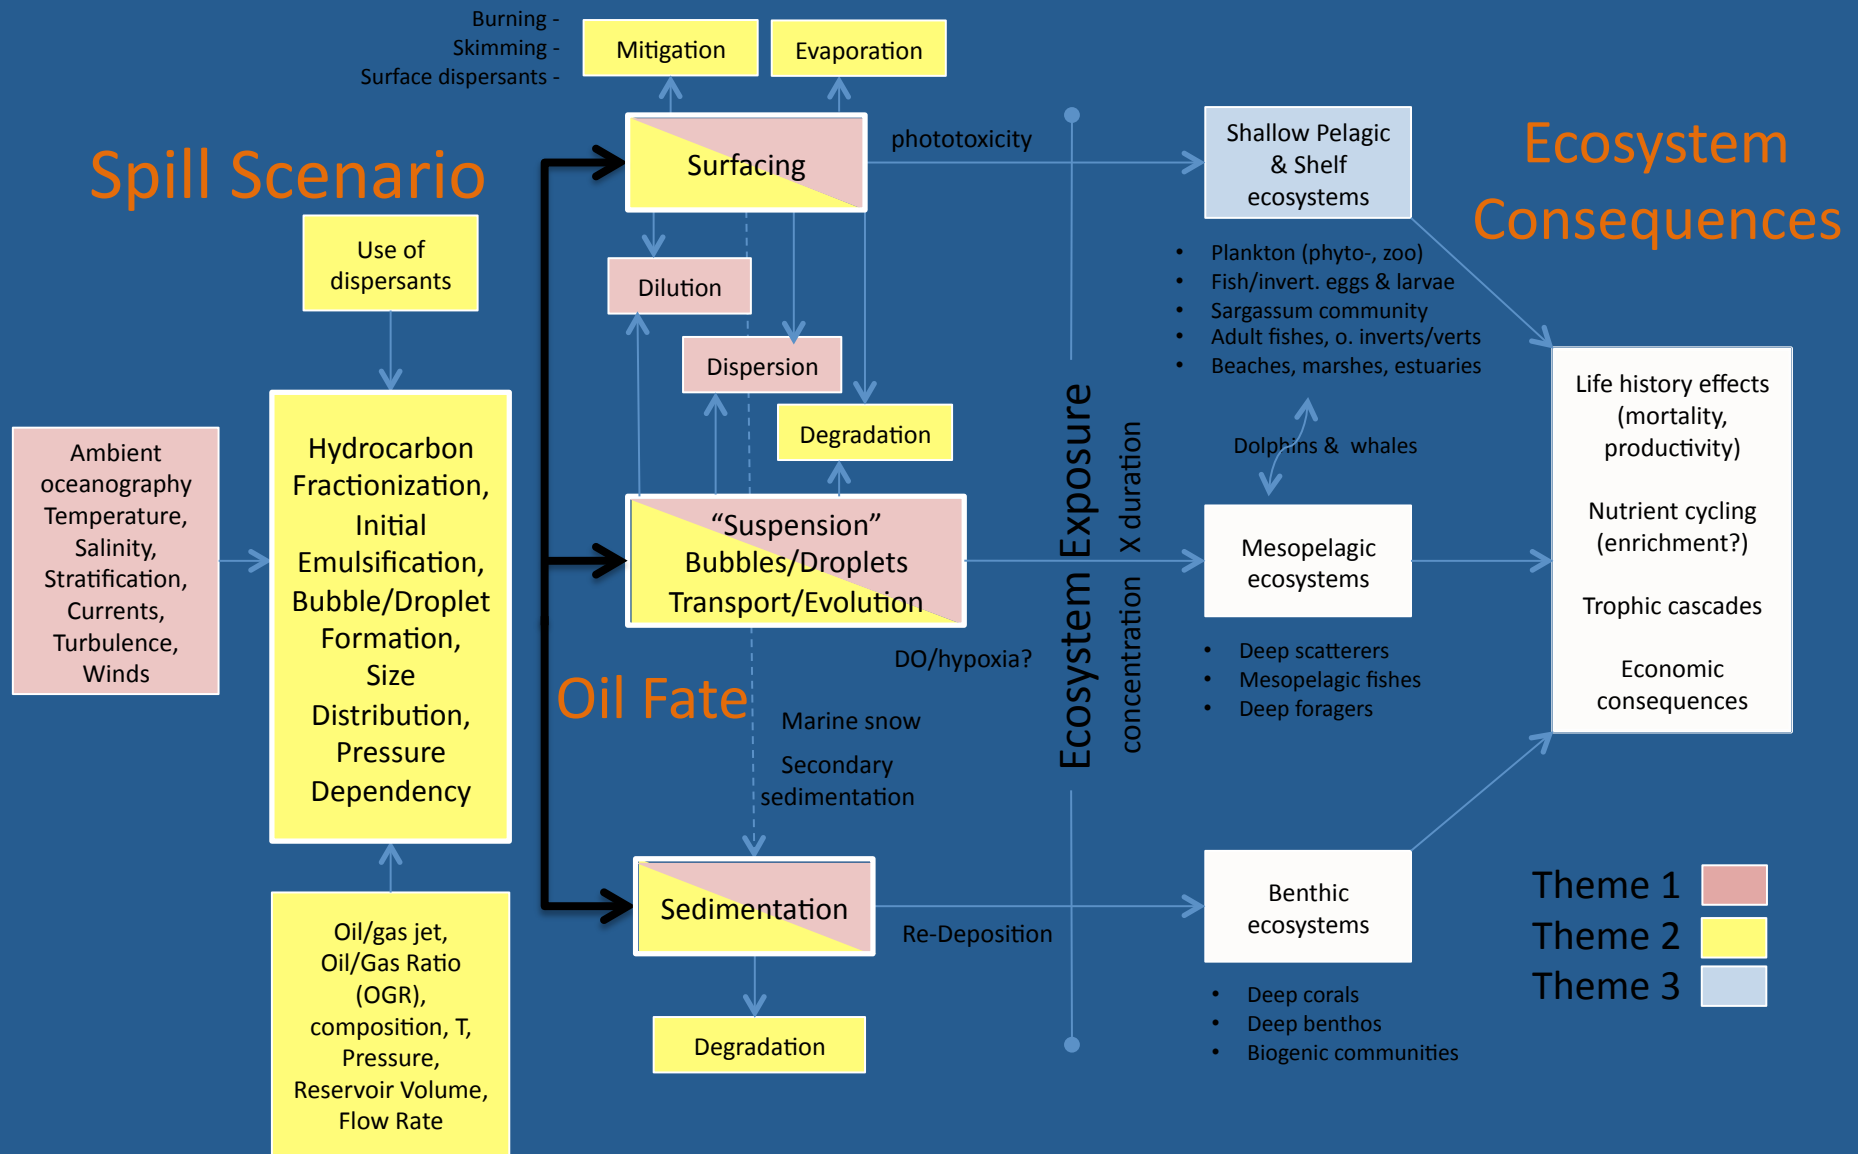 Burning -
Skimming -
Surface dispersants -
Mitigation
Evaporation
Spill Scenario
Use of
dispersants
Ambient
oceanography
Temperature,
Salinity,
Stratification,
Currents,
Turbulence,
Winds
Hydrocarbon
Fractionization,
Initial
Emulsification,
Bubble/Droplet
Formation,
Size
Distribution,
Pressure
Dependency
Oil/gas jet,
Oil/Gas Ratio
(OGR),
composition, T,
Pressure,
Reservoir Volume,
Flow Rate
Surfacing
phototoxicity
Dilution
Dispersion
Degradation
“Suspension”
Bubbles/Droplets
Transport/Evolution
DO/hypoxia?
Oil Fate
Marine snow
Secondary
sedimentation
Sedimentation
Re-Deposition
Degradation
Ecosystem Exposure
concentration X duration
Shallow Pelagic
& Shelf
ecosystems
• Plankton (phyto-, zoo)
• Fish/invert. eggs & larvae
• Sargassum community
• Adult fishes, o. inverts/verts
• Beaches, marshes, estuaries
Dolphins & whales
Mesopelagic
ecosystems
• Deep scatterers
• Mesopelagic fishes
• Deep foragers
Benthic
ecosystems
• Deep corals
• Deep benthos
• Biogenic communities
Ecosystem
Consequences
Life history effects
(mortality,
productivity)
Nutrient cycling
(enrichment?)
Trophic cascades
Economic
consequences
Theme 1
Theme 2
Theme 3